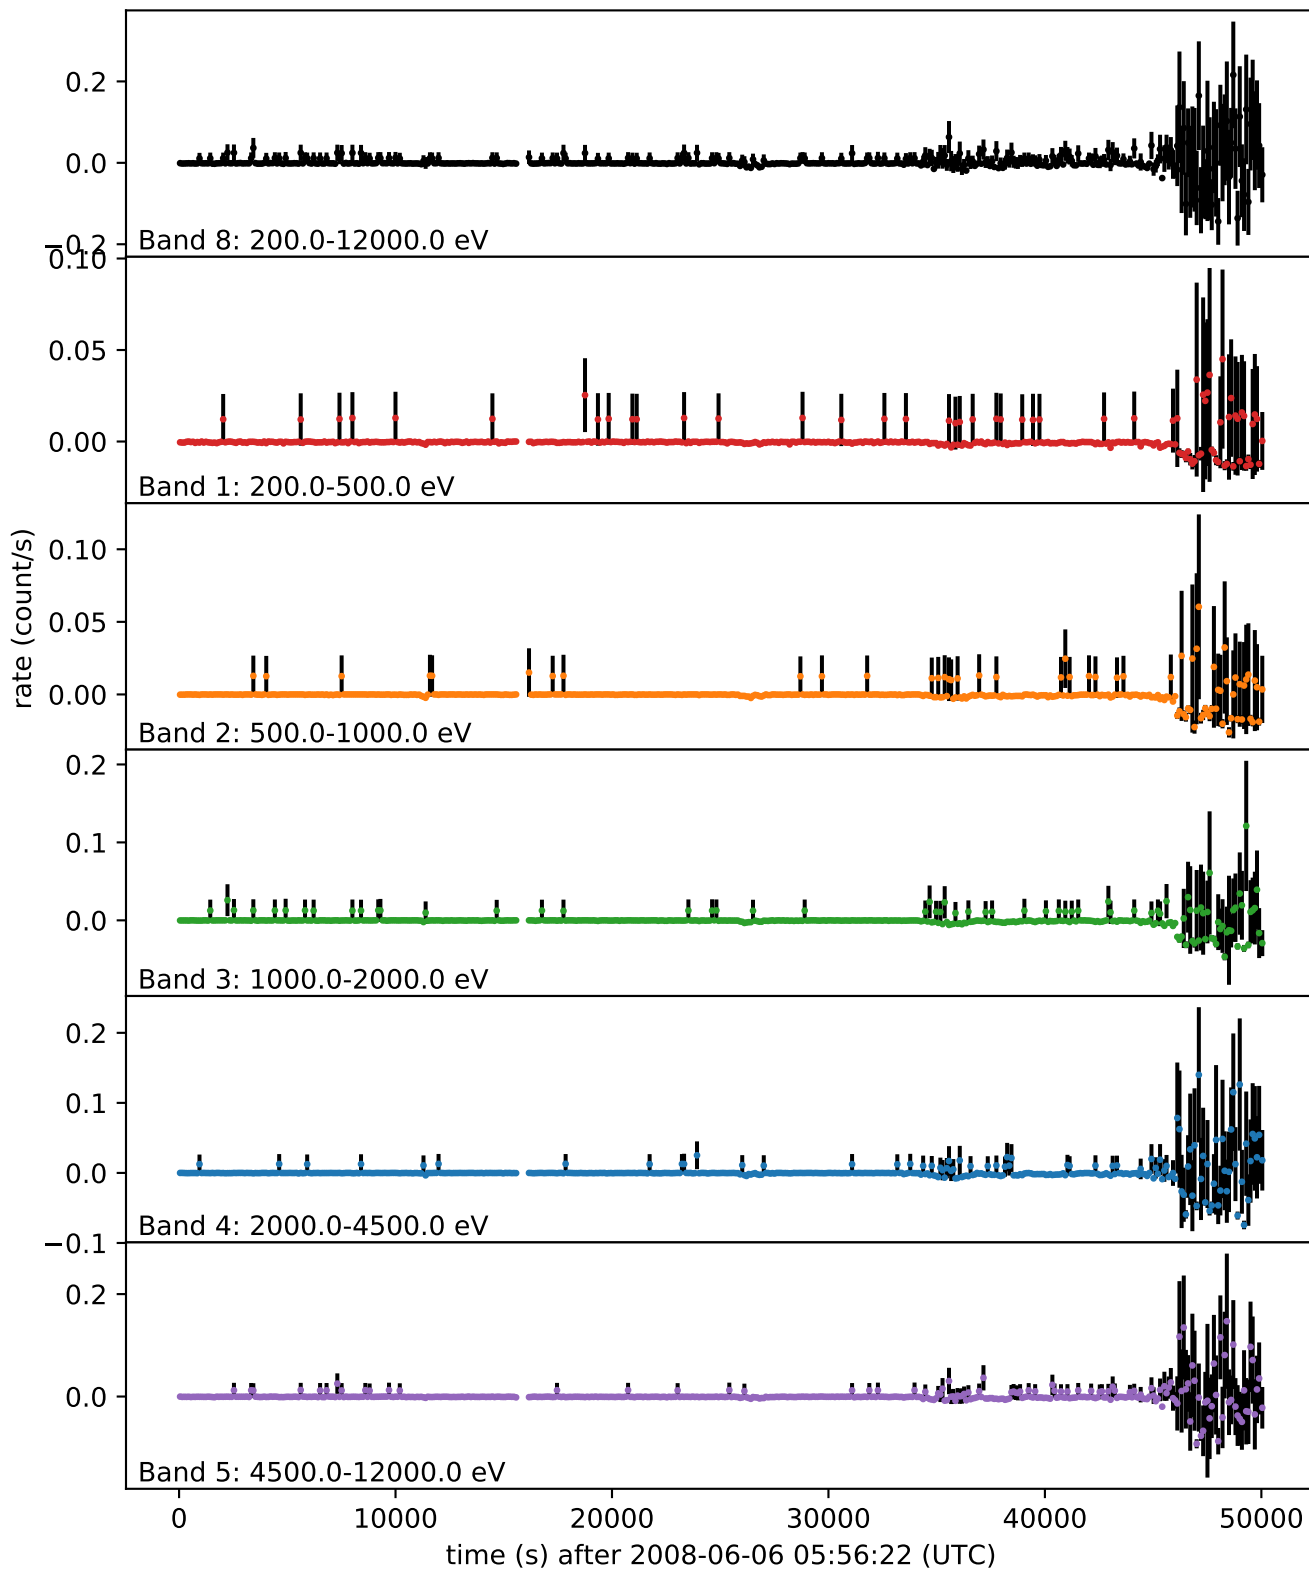 0.2
0.0
−0.2
Band 8: 200.0-12000.0 eV
0.10
0.05
0.00
Band 1: 200.0-500.0 eV
0.10
0.05
0.00
Band 2: 500.0-1000.0 eV
rate (count/s)
0.2
0.1
0.0
Band 3: 1000.0-2000.0 eV
0.2
0.1
0.0
−0.1
Band 4: 2000.0-4500.0 eV
0.2
0.0
Band 5: 4500.0-12000.0 eV
0 10000 20000 30000 40000 50000
time (s) after 2008-06-06 05:56:22 (UTC)